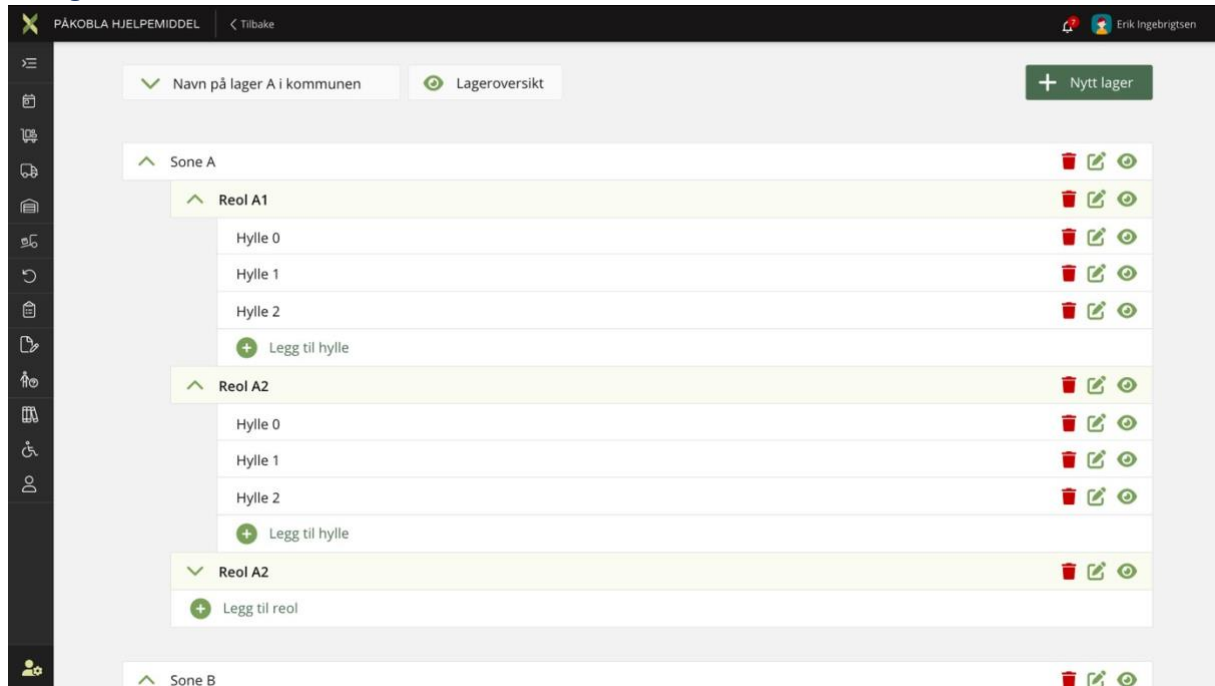 PÅKOBLA HJELPEMIDDEL
Tilbake
Erik Ingebrigtsen
Navn på lager A i kommunen
Lageroversikt
Nytt lager
Sone A
Reol A1
Hylle 0
Hylle 1
Hylle 2
Legg til hylle
Reol A2
Hylle 0
Hylle 1
Hylle 2
Legg til hylle
Reol A2
Legg til reol
Sone B